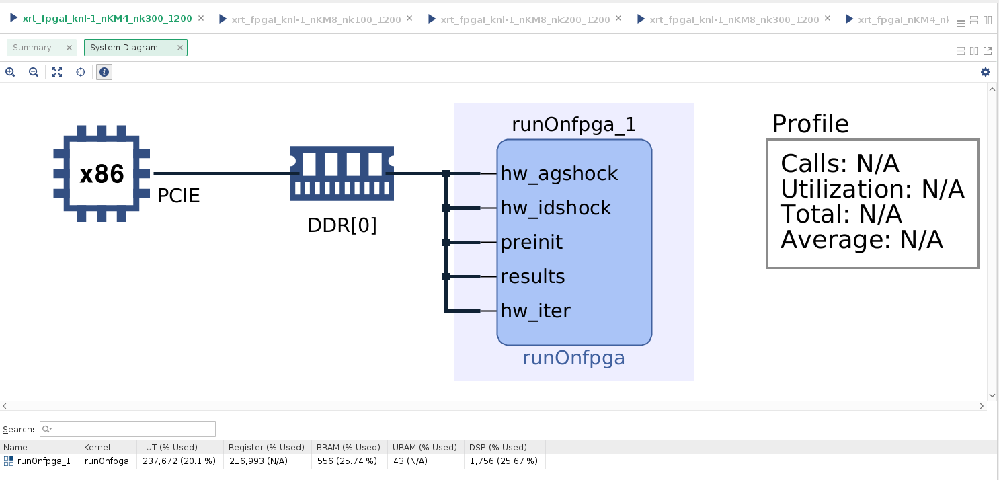 xrt_fpgaI_knl-1_nKM4_nk300_1200 xrt_fpgaI_knl-1_nKM8_nk100_1200 xrt_fpgaI_knl-1_nKM8_nk200_1200 xrt_fpgaI_knl-1_nKM8_nk300_1200 xrt_fpgaI_nKM4_nk
Summary System Diagram
runOnfpga_1
x86
PCIE
DDR[0]
hw_agshock
hw_idshock
preinit
results
hw_iter
runOnfpga
Profile
Calls: N/A
Utilization: N/A
Total: N/A
Average: N/A
Search:
Name Kernel LUT (% Used) Register (% Used) BRAM (% Used) URAM (% Used) DSP (% Used)
runOnfpga_1 runOnfpga 237,672 (20.1 %) 216,993 (N/A) 556 (25.74 %) 43 (N/A) 1,756 (25.67 %)